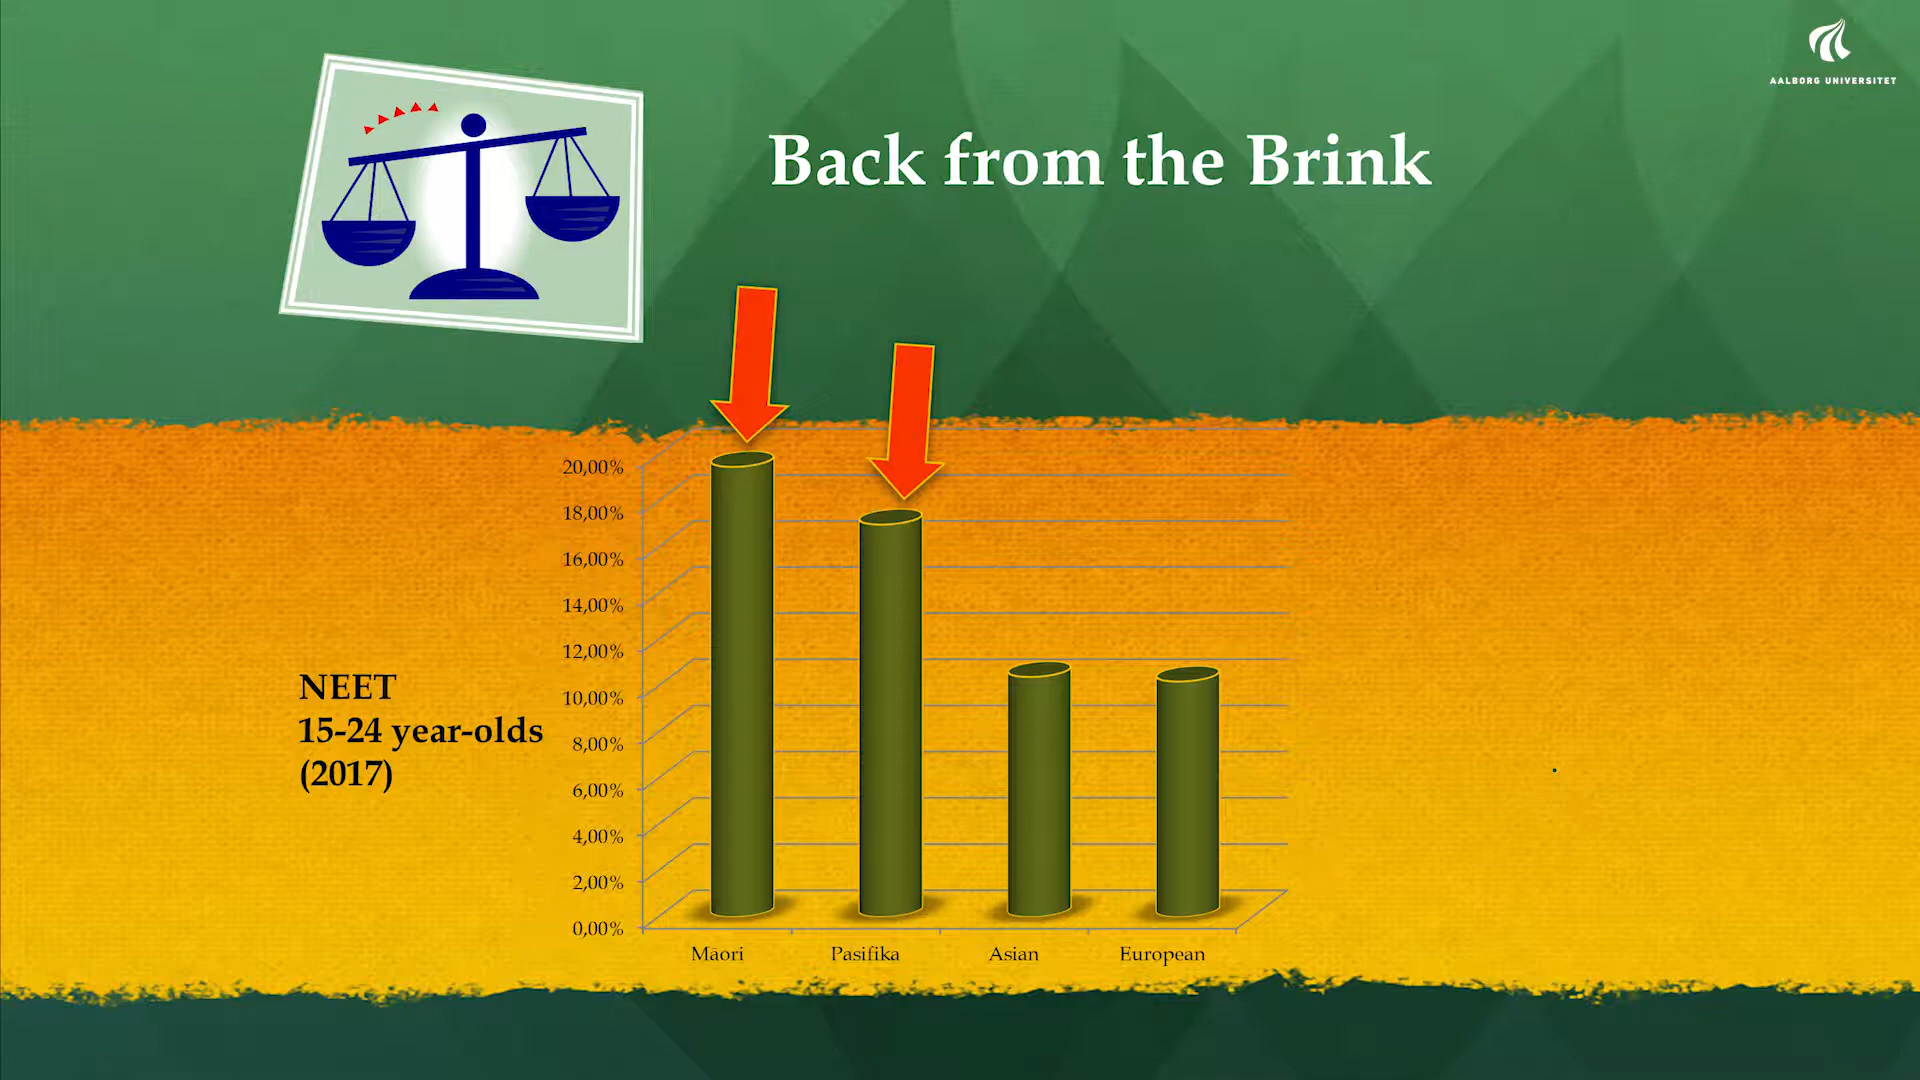 AALBORG UNIVERSITET
Back from the Brink
NEET
15-24 year-olds
(2017)
20,00%
18,00%
16,00%
14,00%
12,00%
10,00%
8,00%
6,00%
4,00%
2,00%
0,00%
Māori Pasifika Asian European